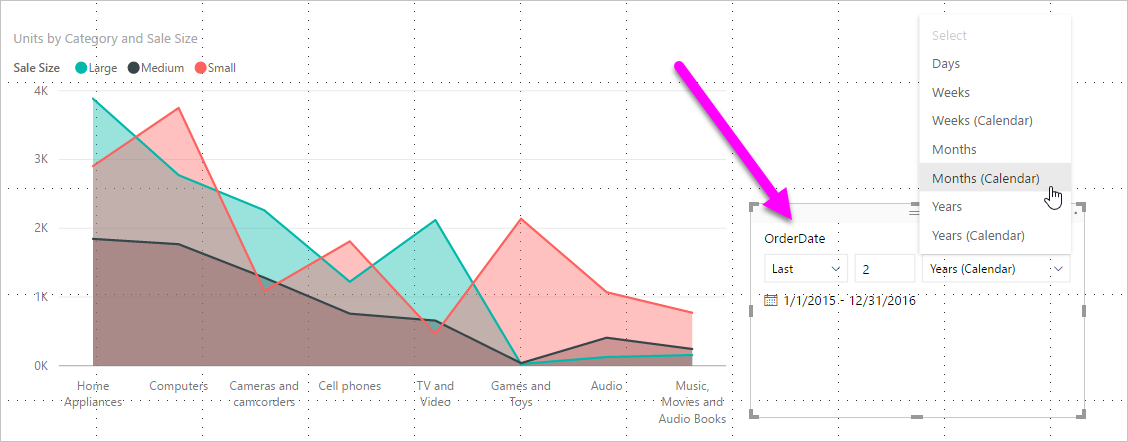 Units by Category and Sale Size
Sale Size Large Medium Small
4K
3K
2K
1K
0K
Home Appliances
Computers
Cameras and camcorders
Cell phones
TV and Video
Games and Toys
Audio
Music, Movies and Audio Books
Select
Days
Weeks
Weeks (Calendar)
Months
Months (Calendar)
Years
Years (Calendar)
OrderDate
Last 2 Years (Calendar)
1/1/2015 - 12/31/2016